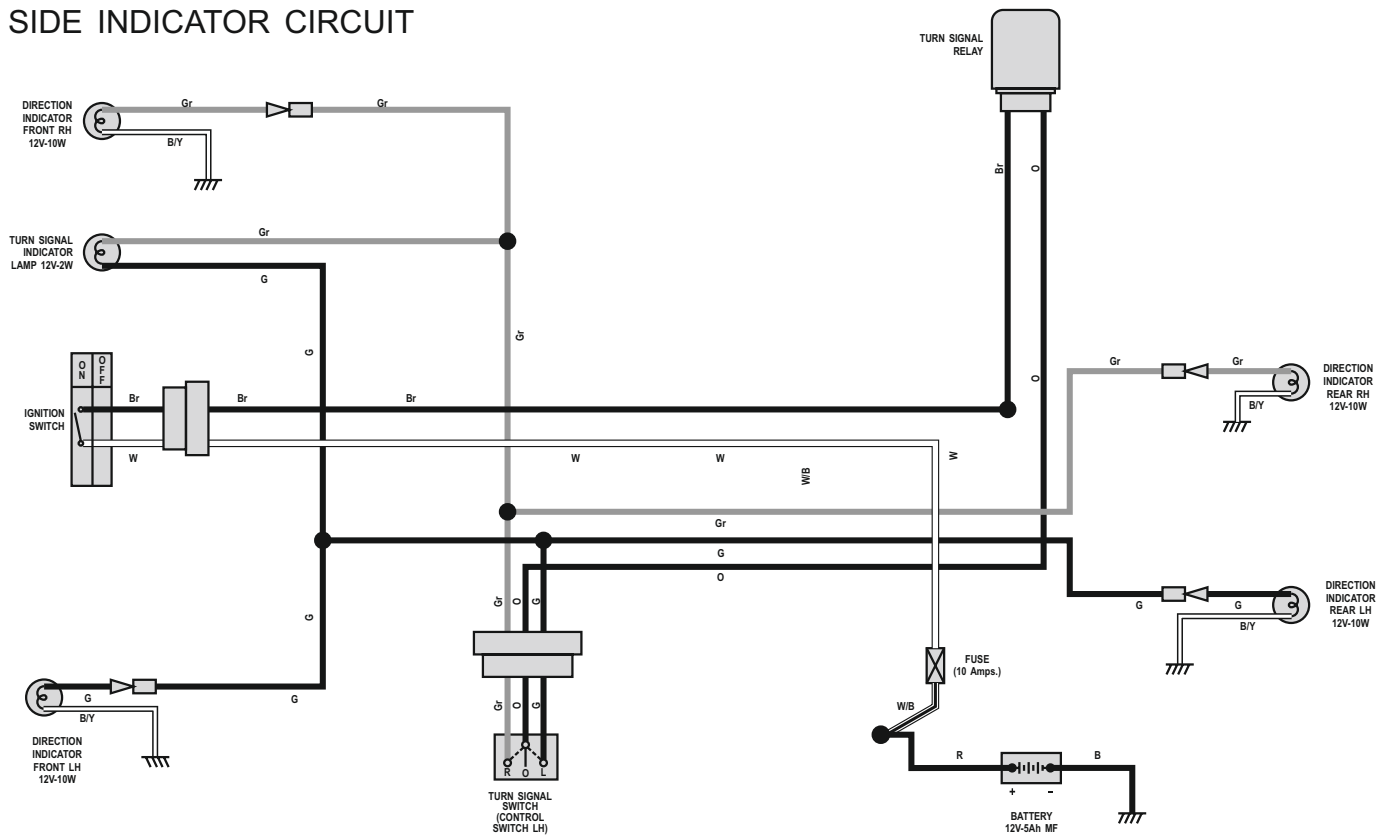 SIDE INDICATOR CIRCUIT
TURN SIGNAL
RELAY
DIRECTION
INDICATOR
FRONT RH
12V-10W
Gr
Gr
B/Y
Br
O
TURN SIGNAL
INDICATOR
LAMP 12V-2W
Gr
G
G
Gr
O
ON
OFF
IGNITION
SWITCH
Br
Br
Br
W
W
W
W/B
W
Gr
Gr
B/Y
DIRECTION
INDICATOR
REAR RH
12V-10W
Gr
G
O
G
Gr
O
G
G
G
B/Y
DIRECTION
INDICATOR
REAR LH
12V-10W
FUSE
(10 Amps.)
G
B/Y
G
DIRECTION
INDICATOR
FRONT LH
12V-10W
Gr
O
G
R
O
L
TURN SIGNAL
SWITCH
(CONTROL
SWITCH LH)
W/B
R
B
+
-
BATTERY
12V-5Ah MF